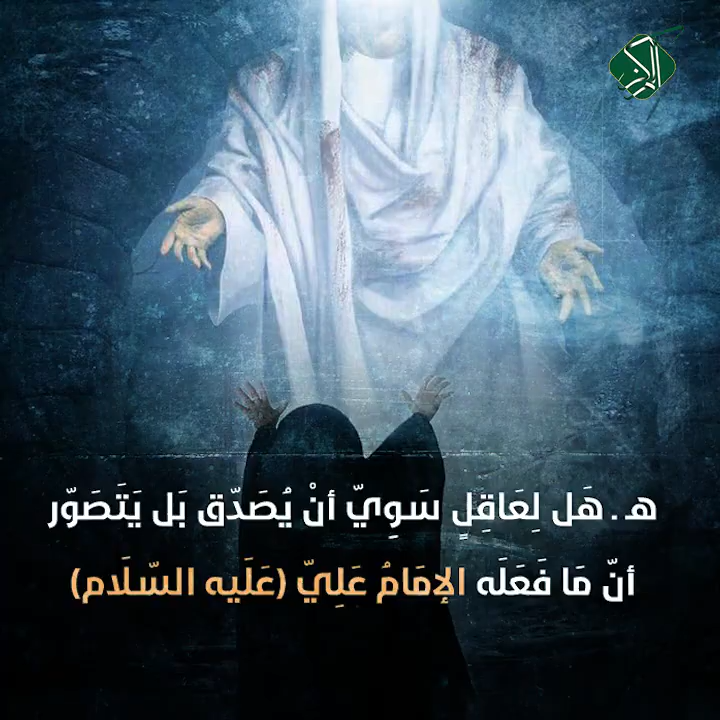 هـ.هَل لِعَاقِلٍ سَوِيّ أنْ يُصَدّق بَل يَتَصَوّر
أنّ مَا فَعَلَه الإمَامُ عَلِيّ (عَلَيه السّلَام)